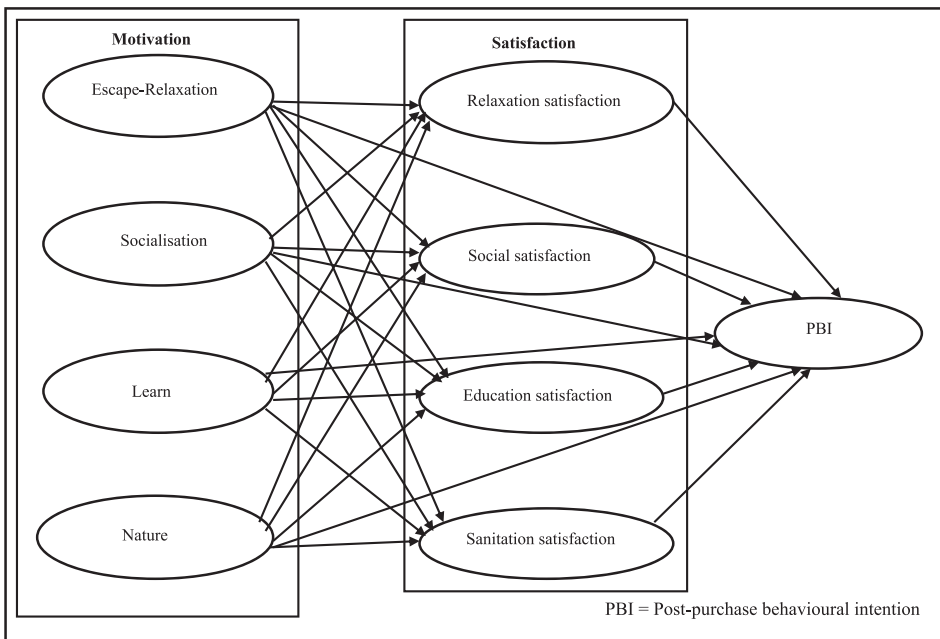 Motivation
Satisfaction
Escape-Relaxation
Relaxation satisfaction
Socialisation
Social satisfaction
PBI
Learn
Education satisfaction
Nature
Sanitation satisfaction
PBI = Post-purchase behavioural intention